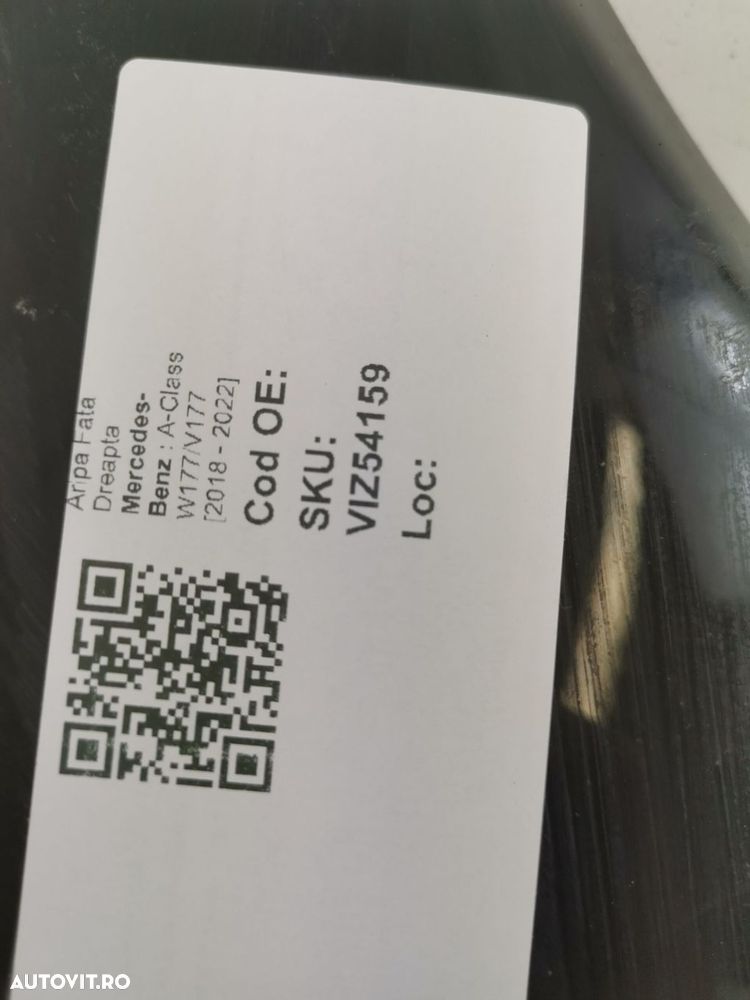 Aripa Fata
Dreapta
Mercedes-
Benz : A-Class
W177/V177
[2018 - 2022]
Cod OE:
SKU:
VIZ54159
Loc:
AUTOVIT.RO